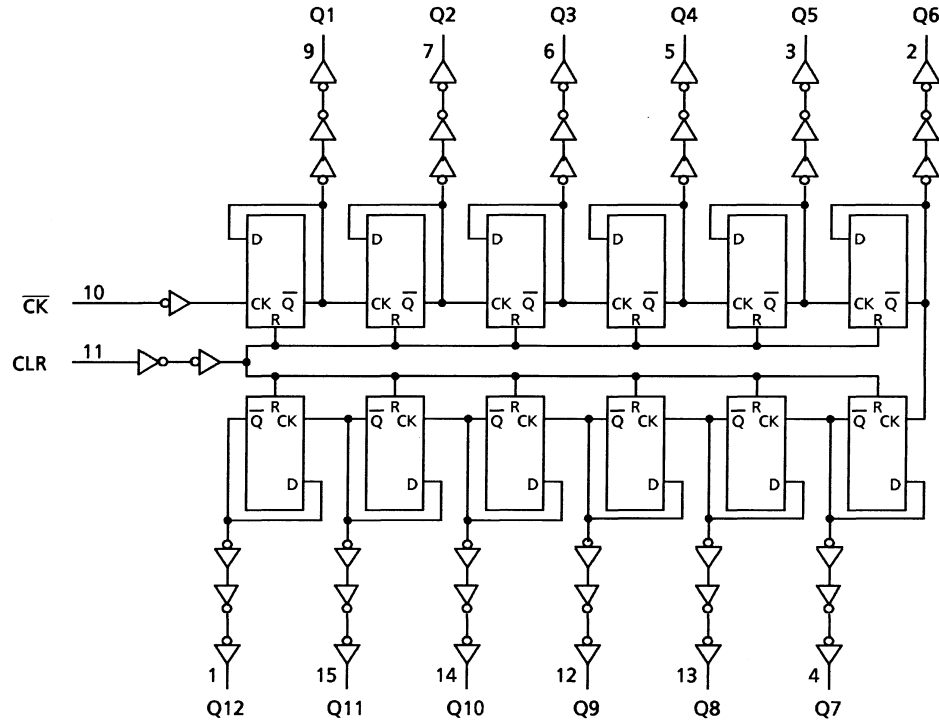 Q1 Q2 Q3 Q4 Q5 Q6
9 7 6 5 3 2
D D D D D D
C̅K̅ 10 CK Q̅ CK Q̅ CK Q̅ CK Q̅ CK Q̅ CK Q̅
R R R R R R
CLR 11
R R R R R R
Q̅ CK Q̅ CK Q̅ CK Q̅ CK Q̅ CK Q̅ CK
D D D D D D
1 15 14 12 13 4
Q12 Q11 Q10 Q9 Q8 Q7